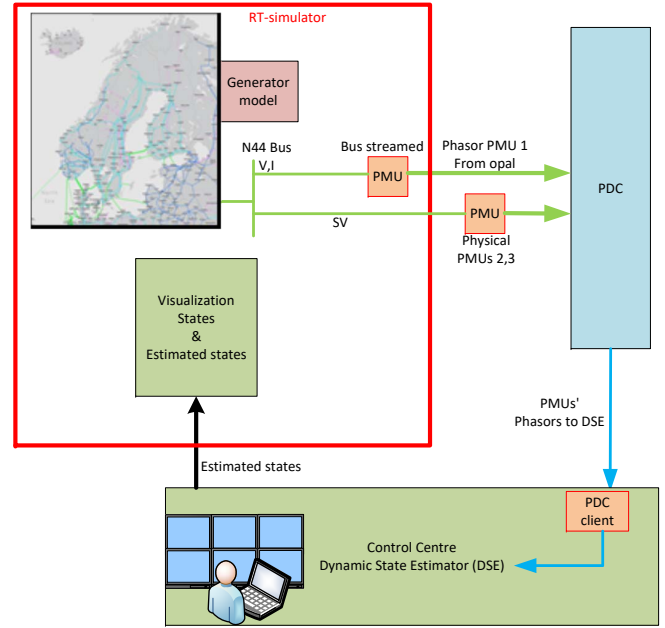 RT-simulator
Generator
model
N44 Bus
V,I
Bus streamed
PMU
Phasor PMU 1
From opal
PDC
SV
PMU
Physical
PMUs 2,3
Visualization
States
&
Estimated states
PMUs'
Phasors to DSE
Estimated states
PDC
client
Control Centre
Dynamic State Estimator (DSE)